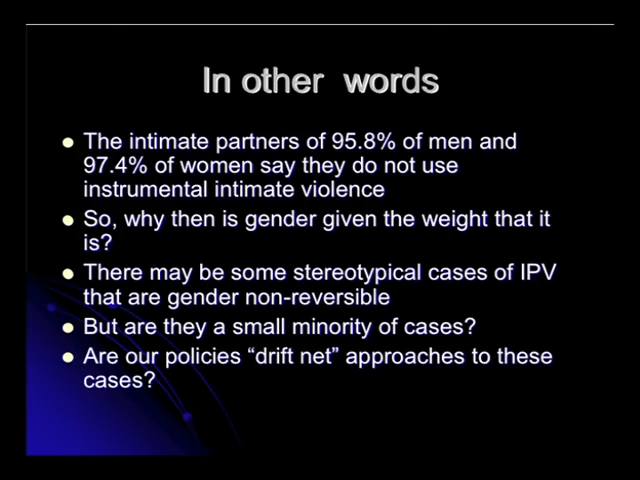 In other words
The intimate partners of 95.8% of men and
97.4% of women say they do not use
instrumental intimate violence
So, why then is gender given the weight that it
is?
There may be some stereotypical cases of IPV
that are gender non-reversible
But are they a small minority of cases?
Are our policies “drift net” approaches to these
cases?